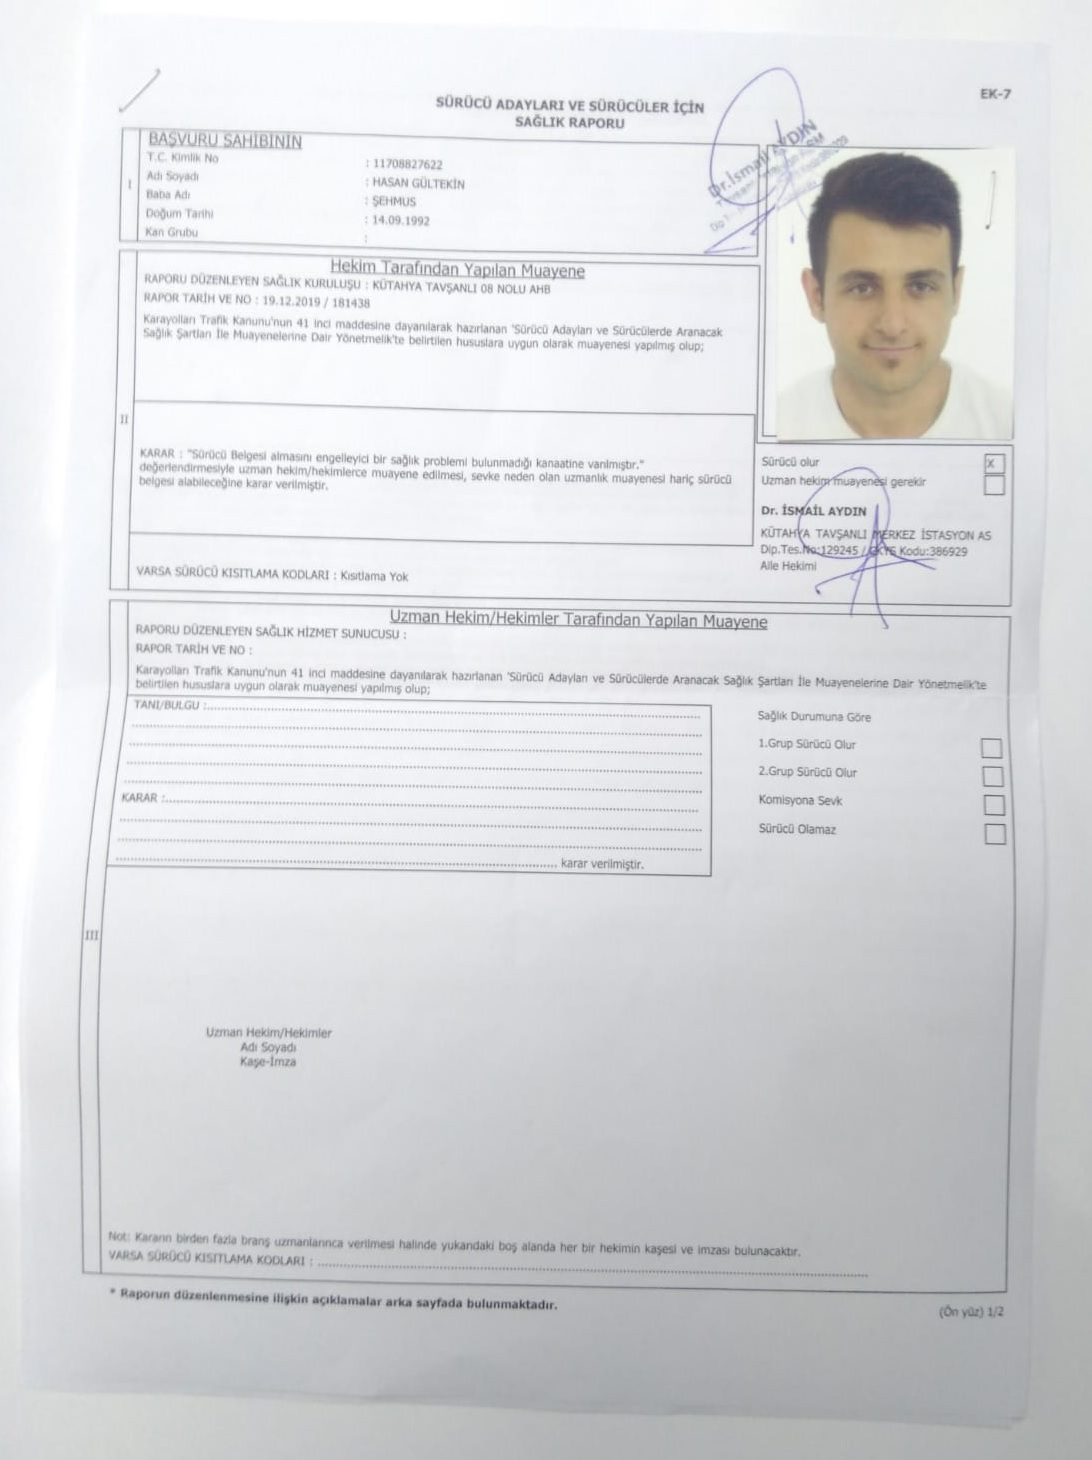 EK-7
SÜRÜCÜ ADAYLARI VE SÜRÜCÜLER İÇİN
SAĞLIK RAPORU
Dr.İsmail AYDIN
I
BAŞVURU SAHİBİNİN
T.C. Kimlik No : 11708827622
Adı Soyadı : HASAN GÜLTEKİN
Baba Adı : ŞEHMUS
Doğum Tarihi : 14.09.1992
Kan Grubu :
II
Hekim Tarafından Yapılan Muayene
RAPORU DÜZENLEYEN SAĞLIK KURULUŞU : KÜTAHYA TAVŞANLI 08 NOLU AHB
RAPOR TARİH VE NO : 19.12.2019 / 181438
Karayolları Trafik Kanunu'nun 41 inci maddesine dayanılarak hazırlanan 'Sürücü Adayları ve Sürücülerde Aranacak
Sağlık Şartları İle Muayenelerine Dair Yönetmelik'te belirtilen hususlara uygun olarak muayenesi yapılmış olup;
KARAR : "Sürücü Belgesi almasını engelleyici bir sağlık problemi bulunmadığı kanaatine varılmıştır."
değerlendirmesiyle uzman hekim/hekimlerce muayene edilmesi, sevke neden olan uzmanlık muayenesi hariç sürücü
belgesi alabileceğine karar verilmiştir.
VARSA SÜRÜCÜ KISITLAMA KODLARI : Kısıtlama Yok
Sürücü olur X
Uzman hekim muayenesi gerekir
Dr. İSMAİL AYDIN
KÜTAHYA TAVŞANLI MERKEZ İSTASYON AS
Dip.Tes.No:129245 / ÇKYS Kodu:386929
Aile Hekimi
III
Uzman Hekim/Hekimler Tarafından Yapılan Muayene
RAPORU DÜZENLEYEN SAĞLIK HİZMET SUNUCUSU :
RAPOR TARİH VE NO :
Karayolları Trafik Kanunu'nun 41 inci maddesine dayanılarak hazırlanan 'Sürücü Adayları ve Sürücülerde Aranacak Sağlık Şartları İle Muayenelerine Dair Yönetmelik'te
belirtilen hususlara uygun olarak muayenesi yapılmış olup;
TANI/BULGU :
KARAR :
karar verilmiştir.
Sağlık Durumuna Göre
1.Grup Sürücü Olur
2.Grup Sürücü Olur
Komisyona Sevk
Sürücü Olamaz
Uzman Hekim/Hekimler
Adı Soyadı
Kaşe-İmza
Not: Kararın birden fazla branş uzmanlarınca verilmesi halinde yukarıdaki boş alanda her bir hekimin kaşesi ve imzası bulunacaktır.
VARSA SÜRÜCÜ KISITLAMA KODLARI :
* Raporun düzenlenmesine ilişkin açıklamalar arka sayfada bulunmaktadır.
(Ön yüz) 1/2